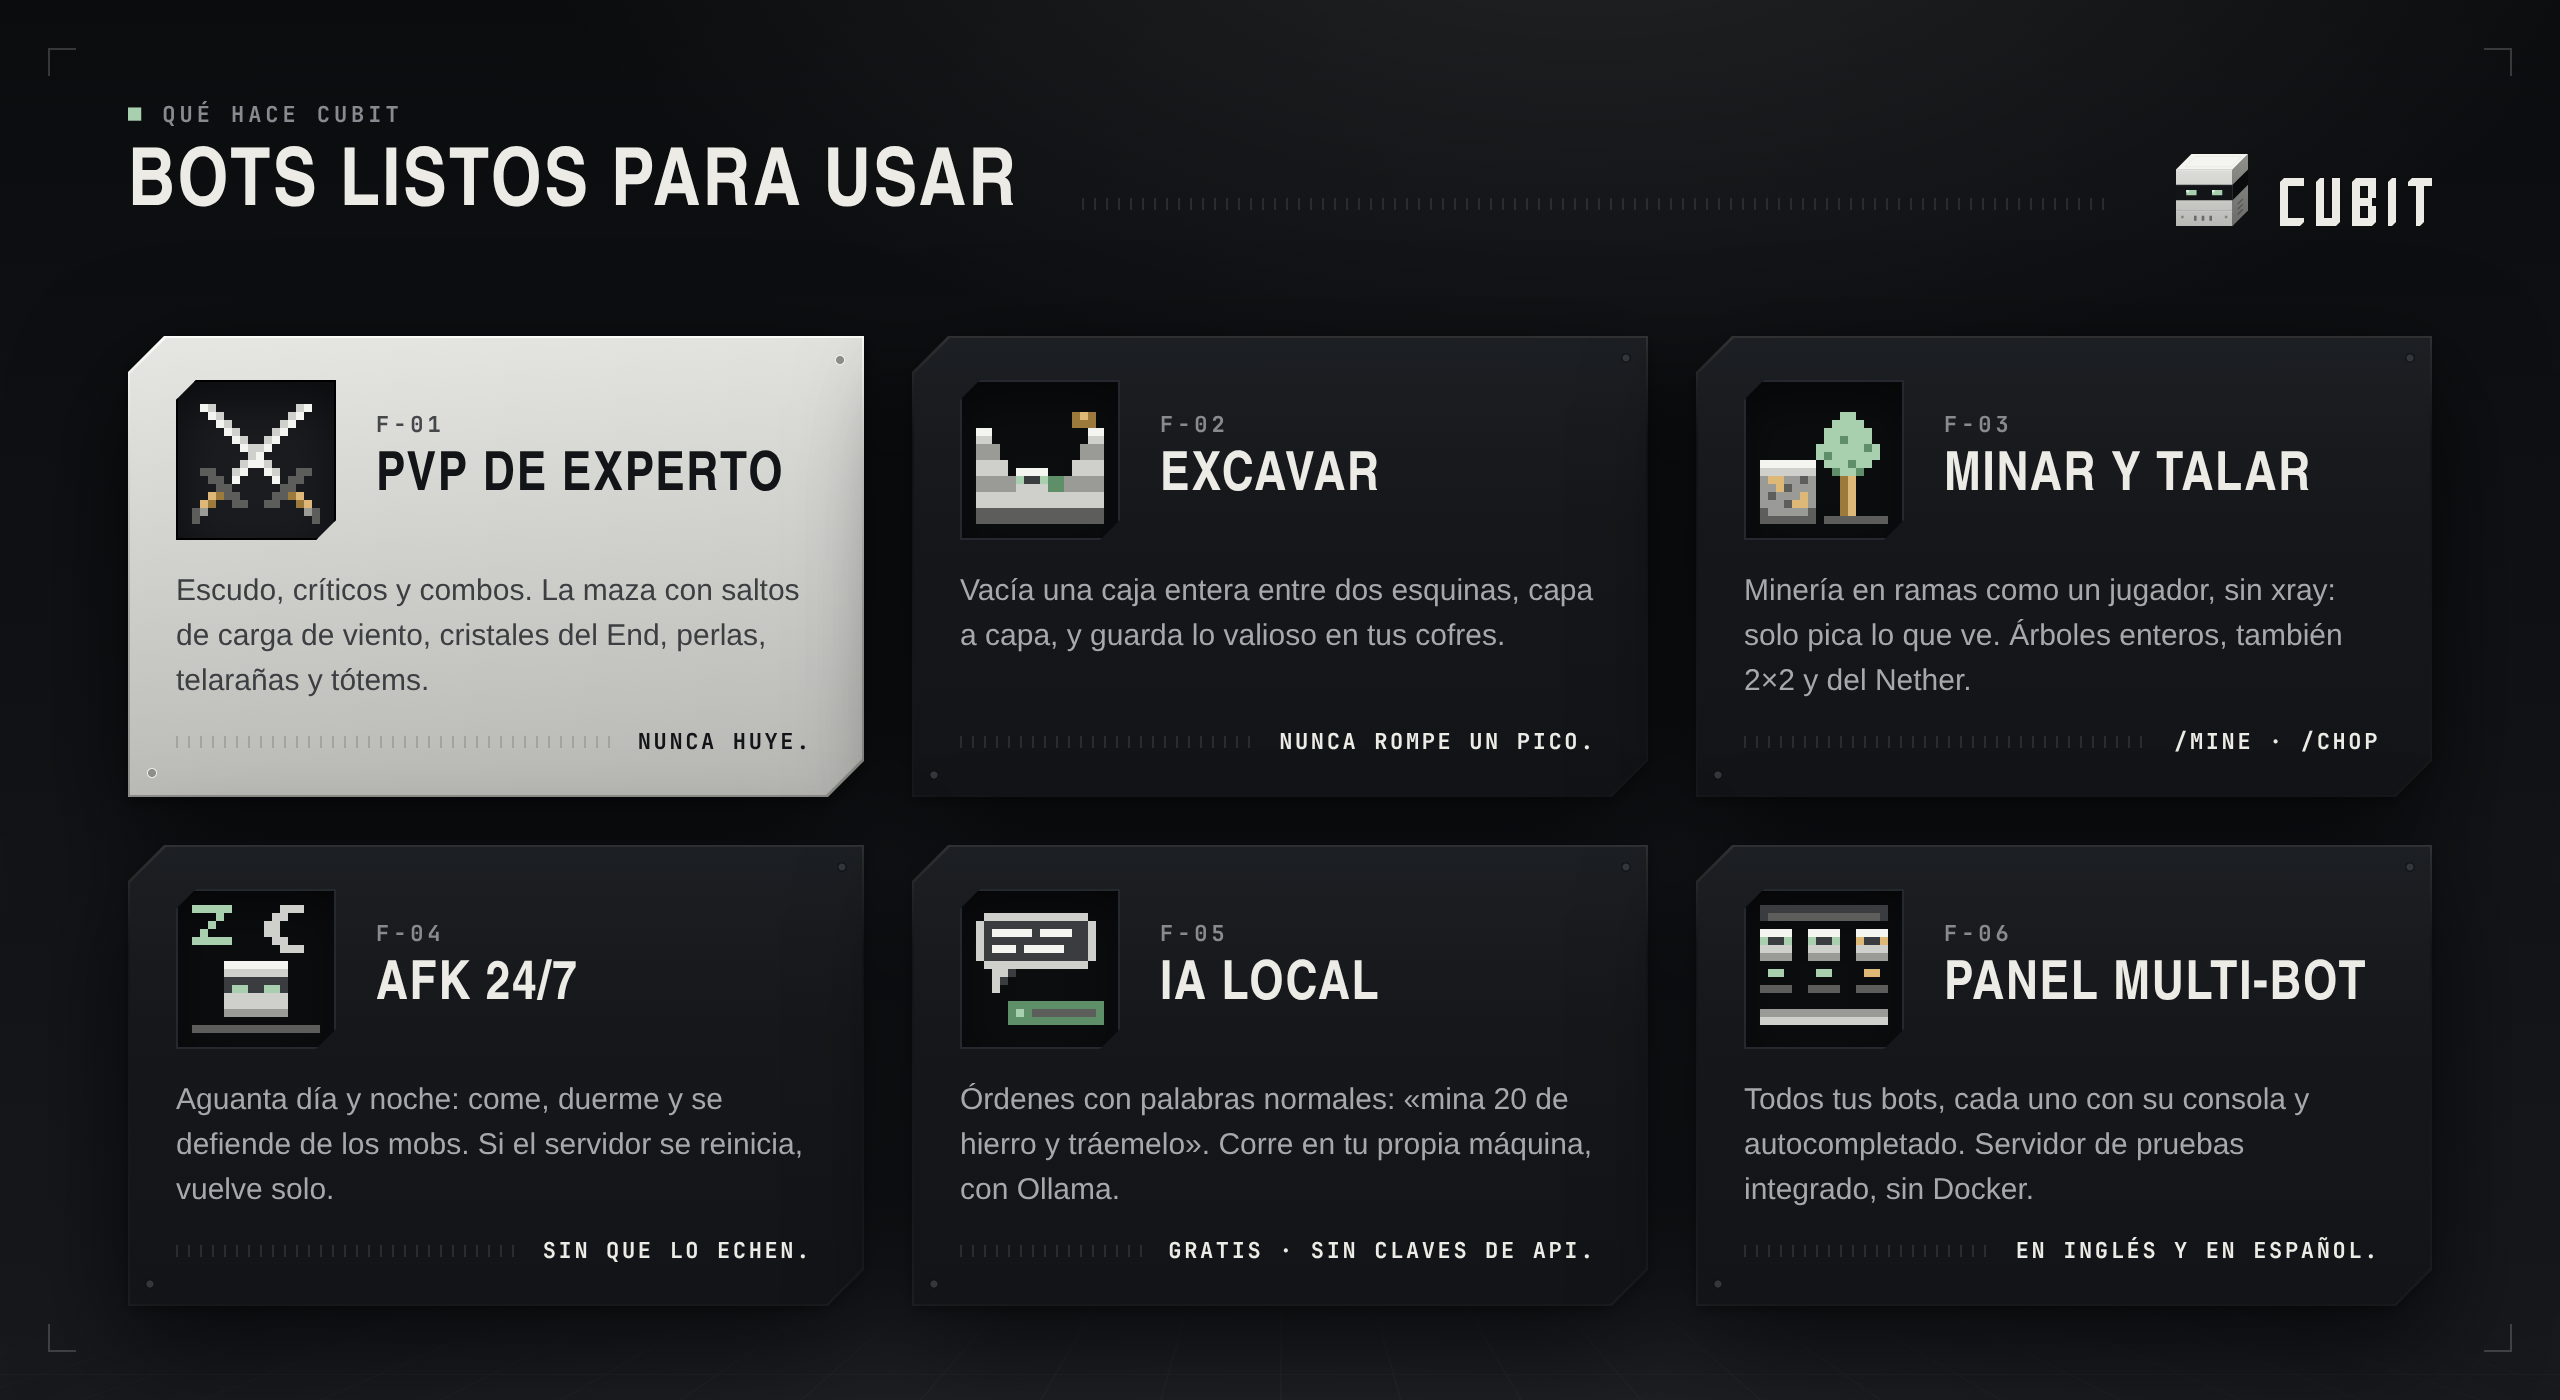 QUÉ HACE CUBIT
BOTS LISTOS PARA USAR
CUBIT
F-01
PVP DE EXPERTO
Escudo, críticos y combos. La maza con saltos
de carga de viento, cristales del End, perlas,
telarañas y tótems.
NUNCA HUYE.
F-02
EXCAVAR
Vacía una caja entera entre dos esquinas, capa
a capa, y guarda lo valioso en tus cofres.
NUNCA ROMPE UN PICO.
F-03
MINAR Y TALAR
Minería en ramas como un jugador, sin xray:
solo pica lo que ve. Árboles enteros, también
2×2 y del Nether.
/MINE · /CHOP
F-04
AFK 24/7
Aguanta día y noche: come, duerme y se
defiende de los mobs. Si el servidor se reinicia,
vuelve solo.
SIN QUE LO ECHEN.
F-05
IA LOCAL
Órdenes con palabras normales: «mina 20 de
hierro y tráemelo». Corre en tu propia máquina,
con Ollama.
GRATIS · SIN CLAVES DE API.
F-06
PANEL MULTI-BOT
Todos tus bots, cada uno con su consola y
autocompletado. Servidor de pruebas
integrado, sin Docker.
EN INGLÉS Y EN ESPAÑOL.